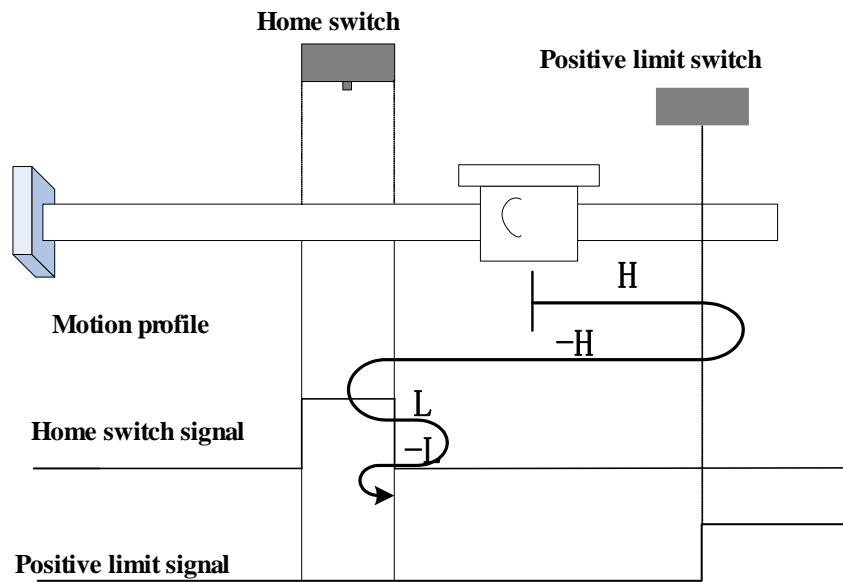 Home switch
Positive limit switch
H
Motion profile
-H
L
Home switch signal
-L
Positive limit signal